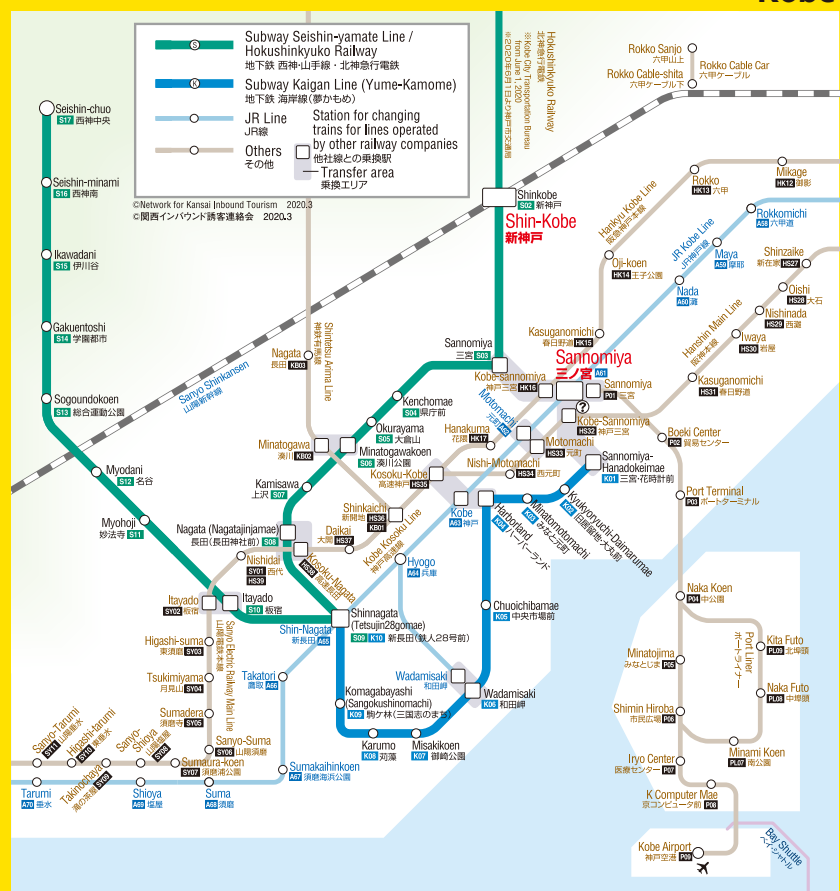 Kobe
Subway Seishin-yamate Line /
Hokushinkyuko Railway
地下鉄 西神・山手線・北神急行電鉄
Subway Kaigan Line (Yume-Kamome)
地下鉄 海岸線(夢かもめ)
JR Line
JR線
Others
その他
Station for changing
trains for lines operated
by other railway companies
他社線との乗換駅
Transfer area
乗換エリア
S
K
©Network for Kansai Inbound Tourism 2020.3
©関西インバウンド誘客連絡会 2020.3
Hokushinkyuko Railway
北神急行電鉄
※Kobe City Transportation Bureau
from June 1, 2020
※2020年6月1日より神戸市交通局
Rokko Sanjo
六甲山上
Rokko Cable Car
六甲ケーブル
Rokko Cable-shita
六甲ケーブル下
Seishin-chuo
S17 西神中央
Seishin-minami
S16 西神南
Ikawadani
S15 伊川谷
Gakuentoshi
S14 学園都市
Sogoundokoen
S13 総合運動公園
Myodani
S12 名谷
Myohoji
妙法寺 S11
Itayado
S10 板宿
Itayado
SY02 板宿
Sanyo Shinkansen
山陽新幹線
Shintetsu Arima Line
神鉄有馬線
Nagata
長田 KB03
Shinkobe
S02 新神戸
Shin-Kobe
新神戸
Hankyu Kobe Line
阪急神戸本線
JR Kobe Line
JR神戸線
Hanshin Main Line
阪神本線
Rokko
HK13 六甲
Mikage
HK12 御影
Rokkomichi
A58 六甲道
Maya
A59 摩耶
Nada
A60 灘
Shinzaike
新在家 HS27
Oishi
HS28 大石
Nishinada
HS29 西灘
Iwaya
HS30 岩屋
Kasuganomichi
HS31 春日野道
Oji-koen
HK14 王子公園
Kasuganomichi
春日野道 HK15
Sannomiya
三宮 S03
Kobe-sannomiya
神戸三宮 HK16
Sannomiya
三ノ宮 A61
Sannomiya
P01 三宮
?
Kobe-Sannomiya
HS32 神戸三宮
Motomachi
元町 A62
Motomachi
HS33 元町
Boeki Center
P02 貿易センター
Sannomiya-
Hanadokeimae
K01 三宮・花時計前
Port Terminal
P03 ポートターミナル
Kenchomae
S04 県庁前
Okurayama
S05 大倉山
Minatogawakoen
S06 湊川公園
Minatogawa
湊川 KB02
Hanakuma
花隈 HK17
Nishi-Motomachi
HS34 西元町
Kosoku-Kobe
高速神戸 HS35
Kamisawa
上沢 S07
Shinkaichi
新開地 HS36
KB01
Kobe
A63 神戸
Harborland
K04 ハーバーランド
Minatomotomachi
K03 みなと元町
Kyukyoryuchi-Daimarumae
K02 旧居留地・大丸前
Nagata (Nagatajinjamae)
長田(長田神社前) S08
Daikai
大開 HS37
Kobe Kosoku Line
神戸高速線
Kosoku-Nagata
HS38 高速長田
Nishidai
SY01 西代
HS39
Hyogo
A64 兵庫
Chuoichibamae
K05 中央市場前
Shinnagata
(Tetsujin28gomae)
S09 K10 新長田(鉄人28号前)
Shin-Nagata
新長田 A65
Takatori
鷹取 A66
Wadamisaki
和田岬
Wadamisaki
K06 和田岬
Komagabayashi
(Sangokushinomachi)
K09 駒ケ林(三国志のまち)
Karumo
K08 苅藻
Misakikoen
K07 御崎公園
Sanyo Electric Railway Main Line
山陽電鉄本線
Higashi-suma
東須磨 SY03
Tsukimiyama
月見山 SY04
Sumadera
須磨寺 SY05
Sanyo-Suma
SY06 山陽須磨
Sumaura-koen
SY07 須磨浦公園
Sanyo-
Shioya
山陽塩屋
SY08
Takinochaya
滝の茶屋 SY09
Higashi-tarumi
SY10 東垂水
Sanyo-Tarumi
SY11 山陽垂水
Tarumi
A70 垂水
Shioya
A69 塩屋
Suma
A68 須磨
Sumakaihinkoen
A67 須磨海浜公園
Naka Koen
P04 中公園
Minatojima
みなとじま P05
Port Liner
ポートライナー
Kita Futo
PL09 北埠頭
Naka Futo
PL08 中埠頭
Shimin Hiroba
市民広場 P06
Minami Koen
PL07 南公園
Iryo Center
医療センター P07
K Computer Mae
京コンピュータ前 P08
Kobe Airport
神戸空港 P09
Bay Shuttle
ベイ・シャトル